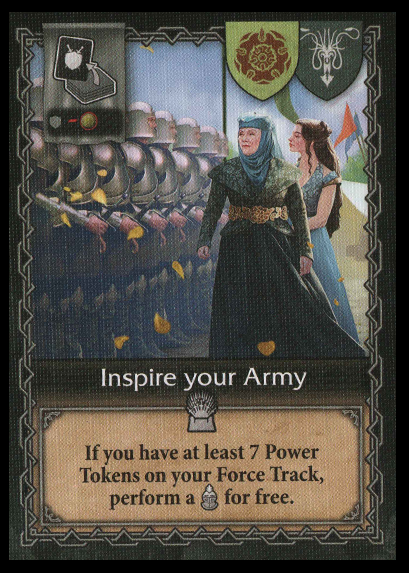 Inspire your Army
If you have at least 7 Power
Tokens on your Force Track,
perform a for free.